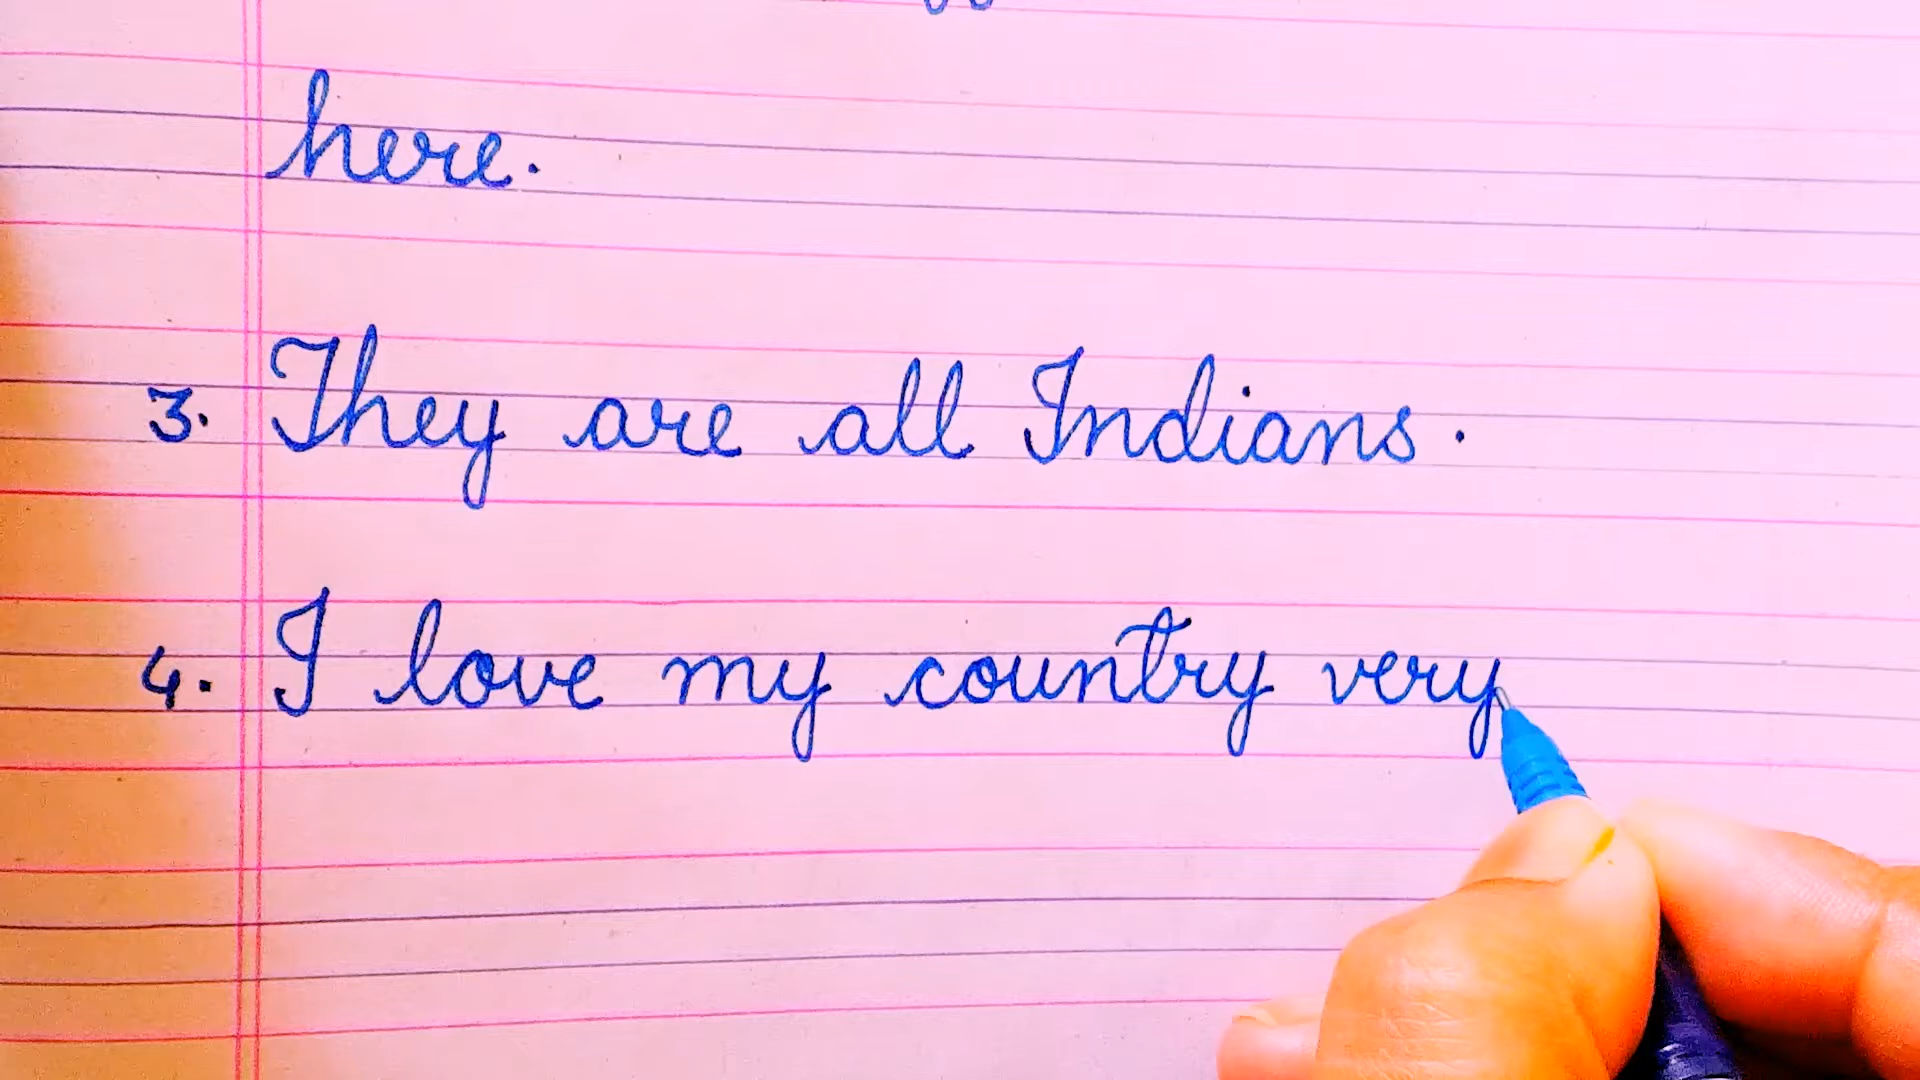 here.
3. They are all Indians.
4. I love my country very